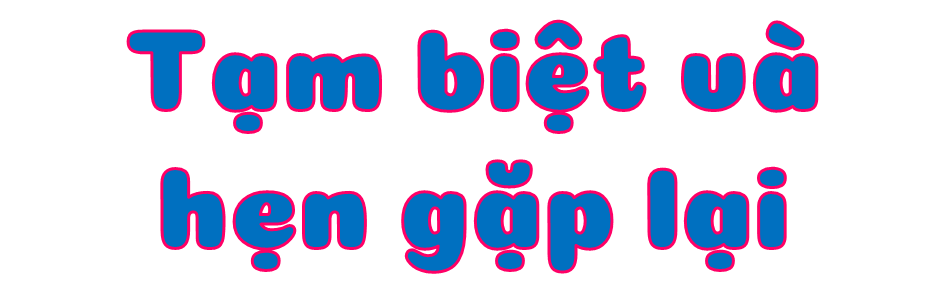 Tạm biệt và
hẹn gặp lại